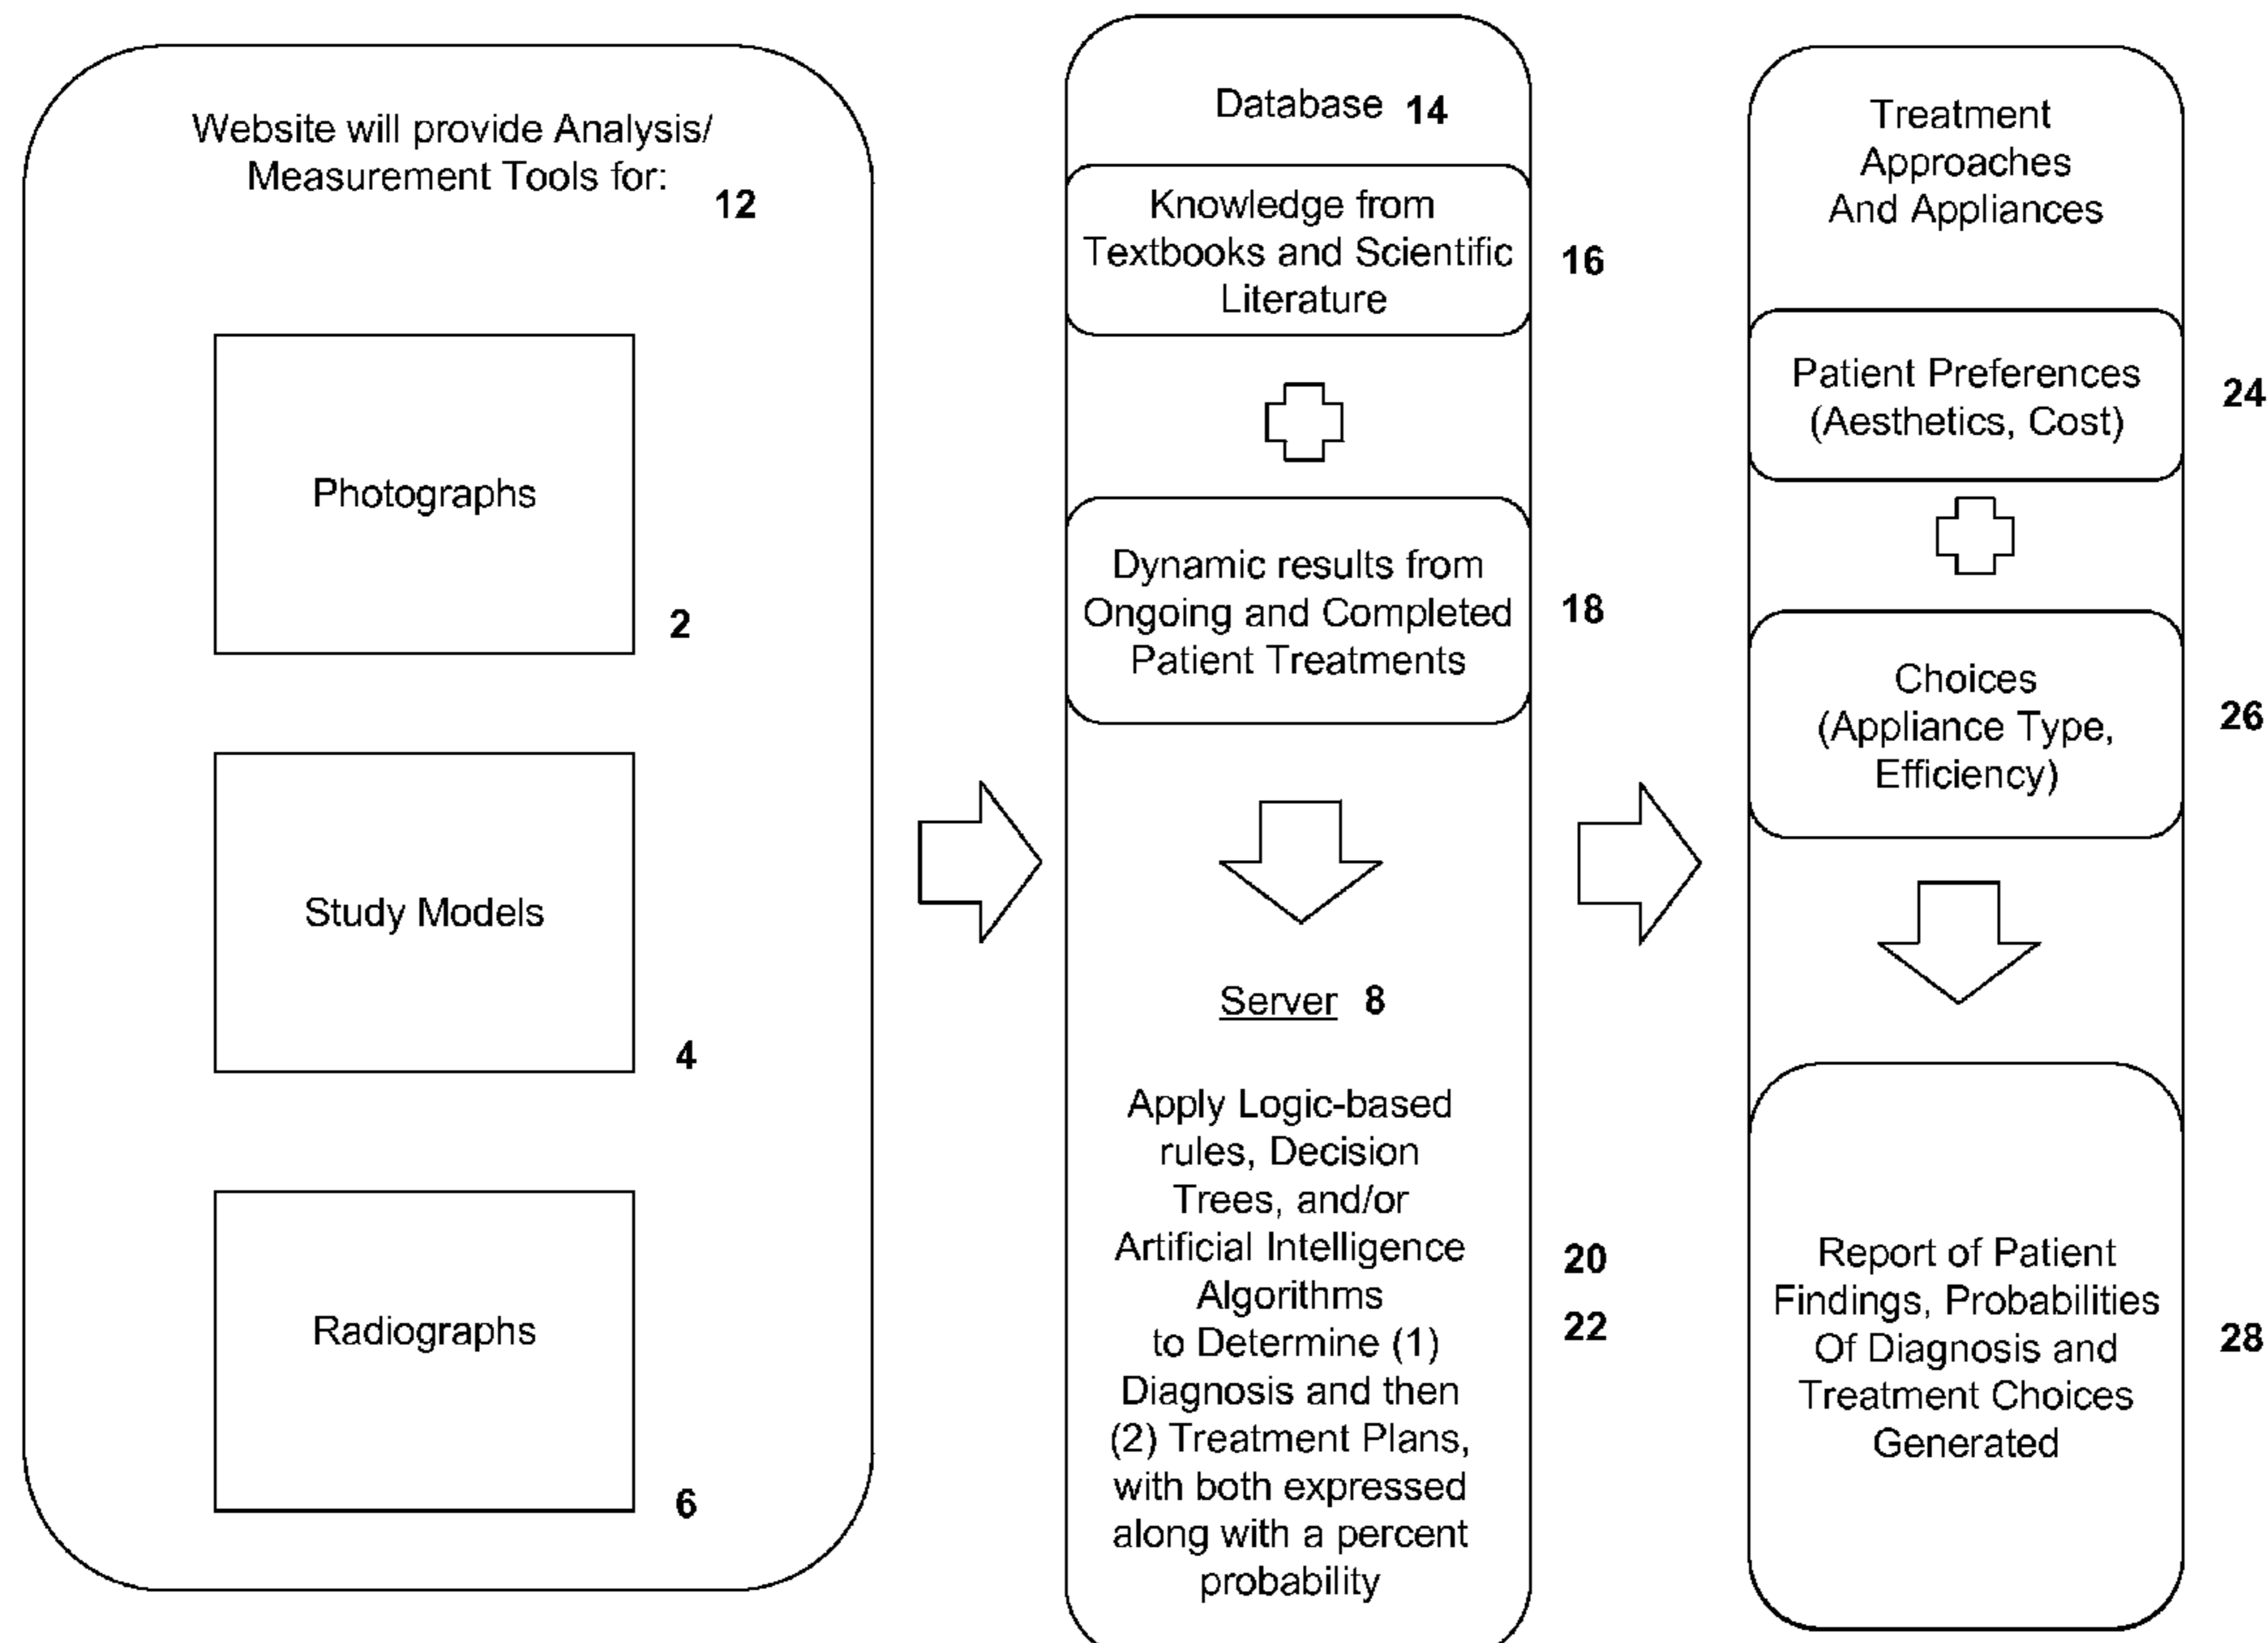 Website will provide Analysis/
Measurement Tools for:
12
Photographs
2
Study Models
4
Radiographs
6
Database 14
Knowledge from
Textbooks and Scientific
Literature
16
Dynamic results from
Ongoing and Completed
Patient Treatments
18
Server 8
Apply Logic-based
rules, Decision
Trees, and/or
Artificial Intelligence
Algorithms
to Determine (1)
Diagnosis and then
(2) Treatment Plans,
with both expressed
along with a percent
probability
20
22
Treatment
Approaches
And Appliances
Patient Preferences
(Aesthetics, Cost)
24
Choices
(Appliance Type,
Efficiency)
26
Report of Patient
Findings, Probabilities
Of Diagnosis and
Treatment Choices
Generated
28